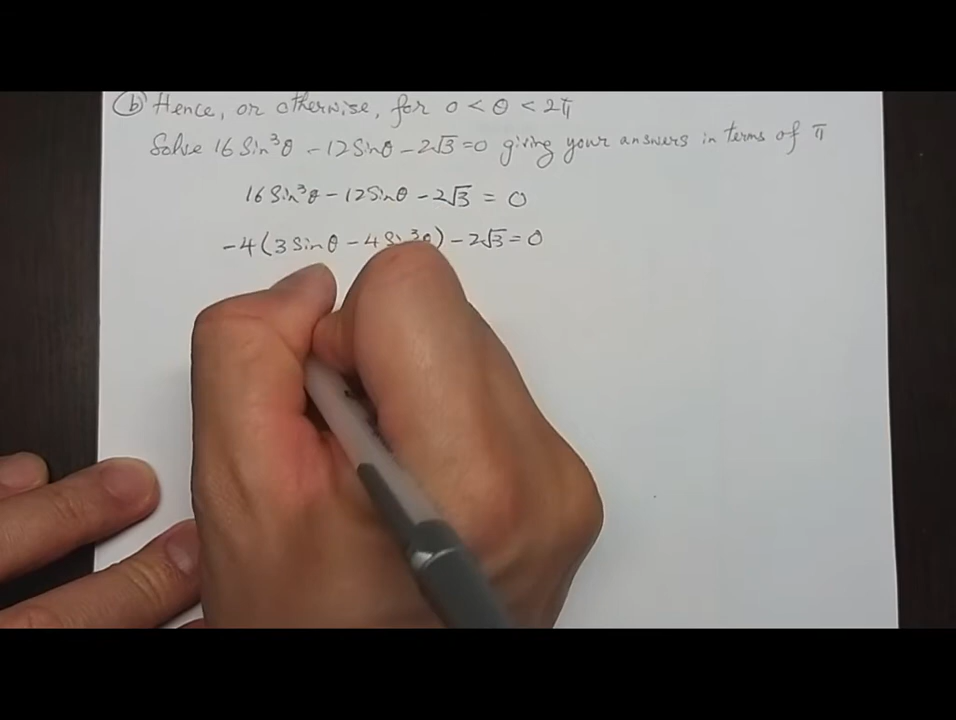 (b) Hence, or otherwise, for 0 < θ < 2π
Solve 16 Sin³θ - 12 Sinθ - 2√3 = 0 giving your answers in terms of π
16 Sin³θ - 12 Sinθ - 2√3 = 0
-4(3 Sinθ - 4 Sin³θ) - 2√3 = 0